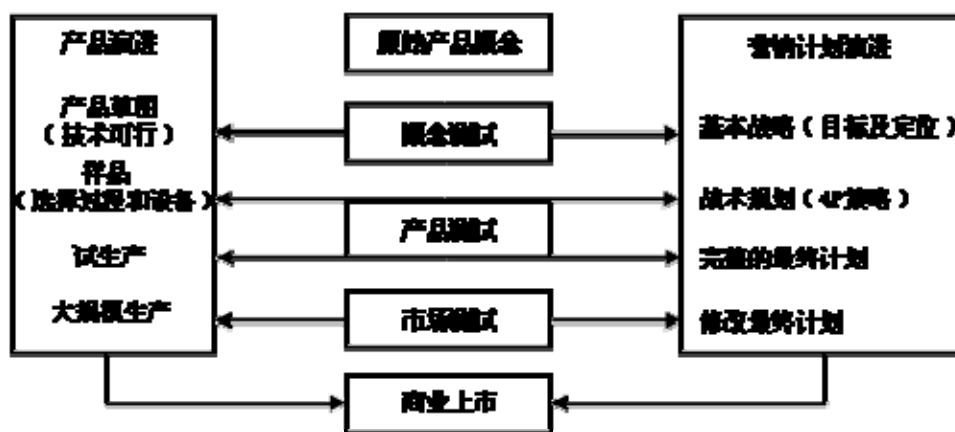 产品演进
产品草图
（技术可行）
样品
（选择过程和设备）
试生产
大规模生产
原始产品概念
概念测试
产品测试
市场测试
商业上市
营销计划演进
基本战略（目标及定位）
战术规划（4P策略）
完整的最终计划
修改最终计划